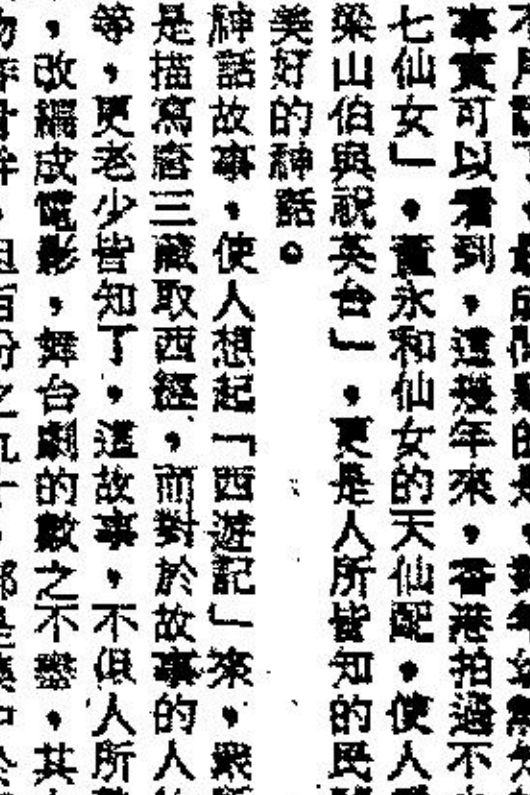 事實可以看到，這幾年來，香港拍過不
七仙女」。董永和仙女的天仙配。使人
梁山伯與祝英台」，更是人所皆知的民
美好的神話。
神話故事，使人想起「西遊記」來，眾
是描寫唐三藏取西經，而對於故事的人
等，更老少皆知了。這故事，不但人所
，改編成電影，舞台劇的數之不盡，其